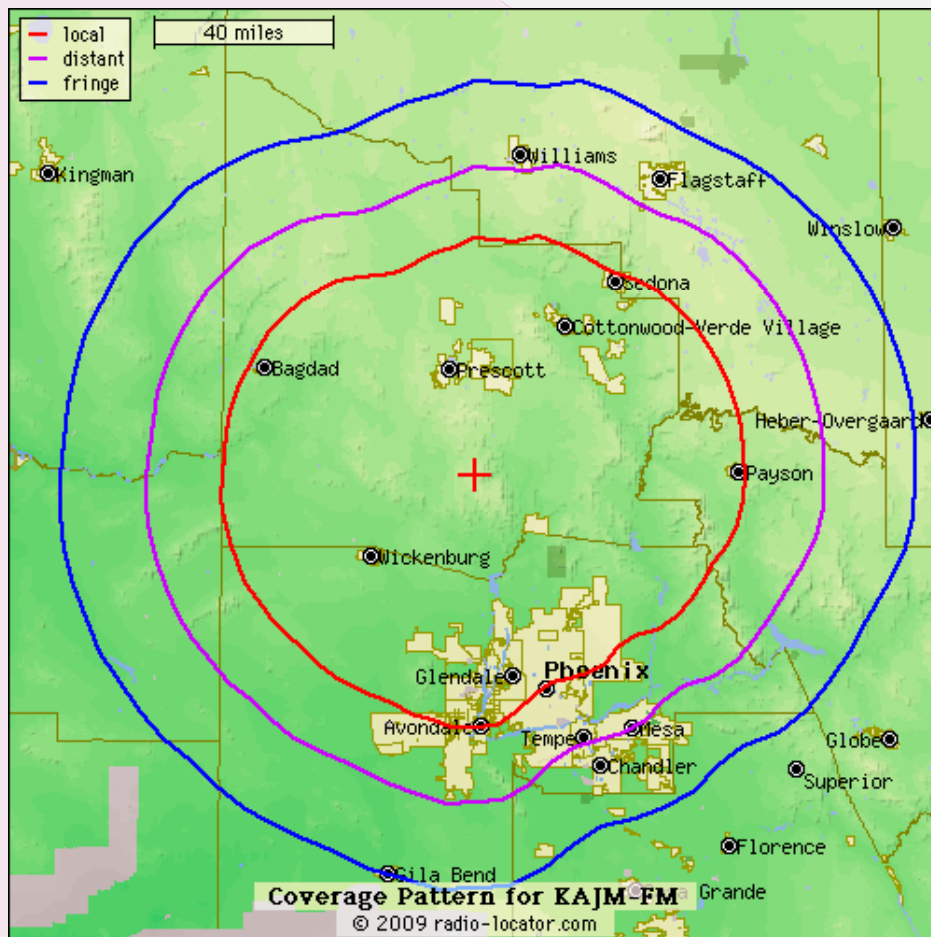 local
distant
fringe
40 miles
Williams
Kingman
Flagstaff
Winslow
Sedona
Cottonwood-Verde Village
Bagdad
Prescott
Heber-Overgaard
Payson
Wickenburg
Glendale
Phoenix
Avondale
Tempe
Mesa
Globe
Chandler
Superior
Florence
Gila Bend
Grande
Coverage Pattern for KAJM-FM
© 2009 radio-locator.com